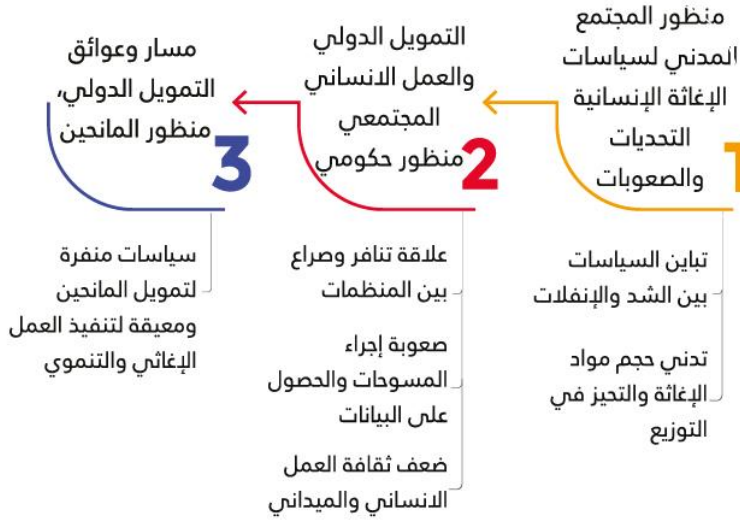 منظور المجتمع
المدني لسياسات
الإغاثة الإنسانية
التحديات
والصعوبات
1
تباين السياسات
بين الشد والإنفلات
تدني حجم مواد
الإغاثة والتحيز في
التوزيع
التمويل الدولي
والعمل الانساني
المجتمعي
منظور حكومي
2
علاقة تنافر وصراع
بين المنظمات
صعوبة إجراء
المسوحات والحصول
على البيانات
ضعف ثقافة العمل
الانساني والميداني
مسار وعوائق
التمويل الدولي،
منظور المانحين
3
سياسات منفرة
لتمويل المانحين
ومعيقة لتنفيذ العمل
الإغاثي والتنموي